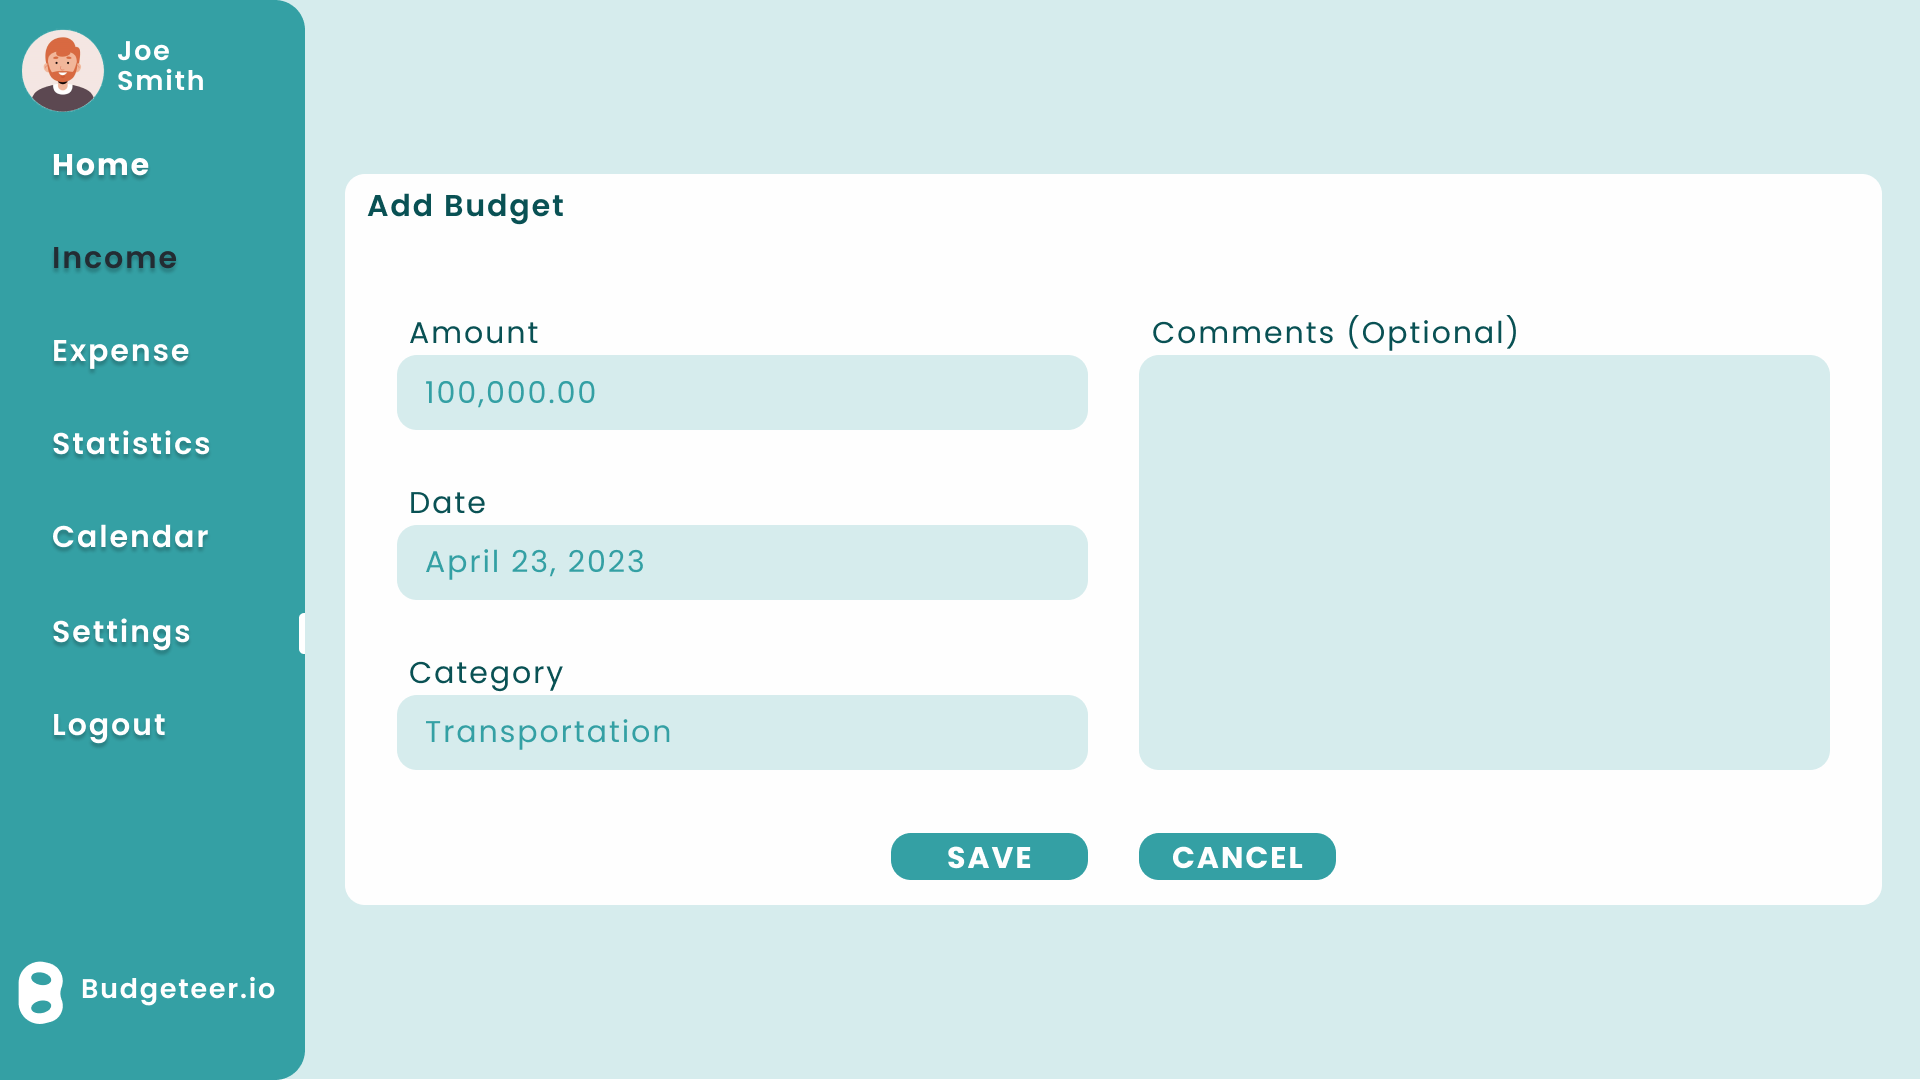 Joe
Smith
Home
Income
Expense
Statistics
Calendar
Settings
Logout
Budgeteer.io
Add Budget
Amount
100,000.00
Date
April 23, 2023
Category
Transportation
Comments (Optional)
SAVE
CANCEL